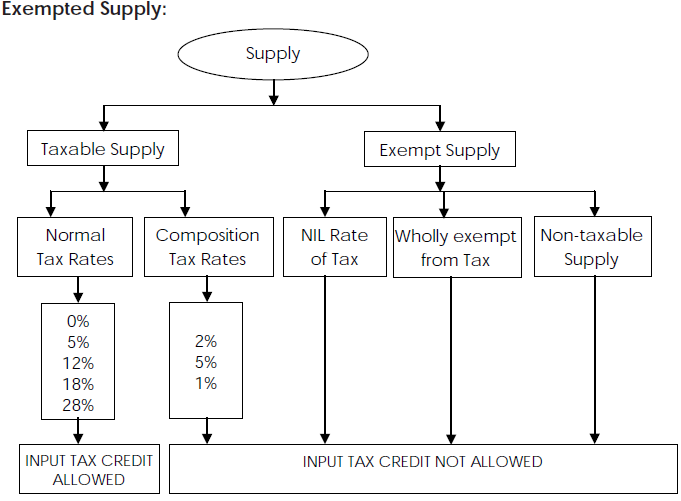 Exempted Supply:
Supply
Taxable Supply
Exempt Supply
Normal
Tax Rates
Composition
Tax Rates
NIL Rate
of Tax
Wholly exempt
from Tax
Non-taxable
Supply
0%
5%
12%
18%
28%
2%
5%
1%
INPUT TAX CREDIT
ALLOWED
INPUT TAX CREDIT NOT ALLOWED